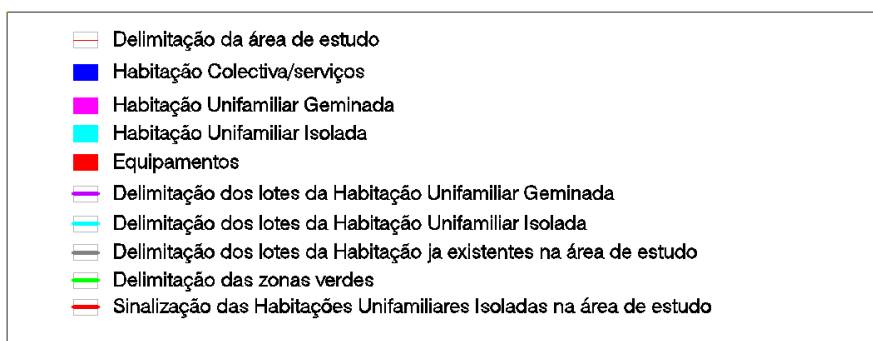 Delimitação da área de estudo
Habitação Colectiva/serviços
Habitação Unifamiliar Geminada
Habitação Unifamiliar Isolada
Equipamentos
Delimitação dos lotes da Habitação Unifamiliar Geminada
Delimitação dos lotes da Habitação Unifamiliar Isolada
Delimitação dos lotes da Habitação ja existentes na área de estudo
Delimitação das zonas verdes
Sinalização das Habitações Unifamiliares Isoladas na área de estudo